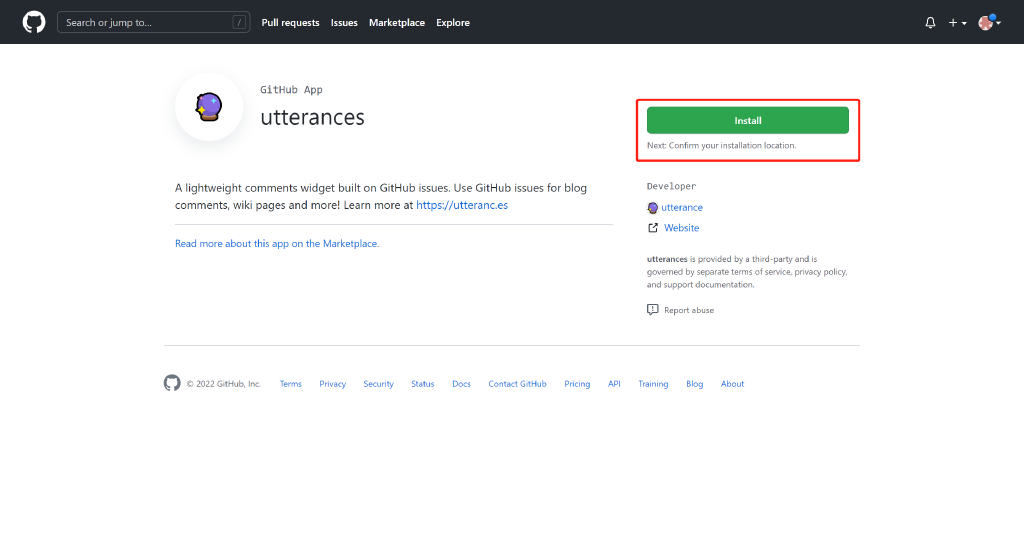 Search or jump to... /
Pull requests
Issues
Marketplace
Explore
GitHub App
utterances
A lightweight comments widget built on GitHub issues. Use GitHub issues for blog
comments, wiki pages and more! Learn more at https://utteranc.es
Read more about this app on the Marketplace.
Install
Next: Confirm your installation location.
Developer
utterance
Website
utterances is provided by a third-party and is
governed by separate terms of service, privacy policy,
and support documentation.
Report abuse
© 2022 GitHub, Inc.
Terms
Privacy
Security
Status
Docs
Contact GitHub
Pricing
API
Training
Blog
About